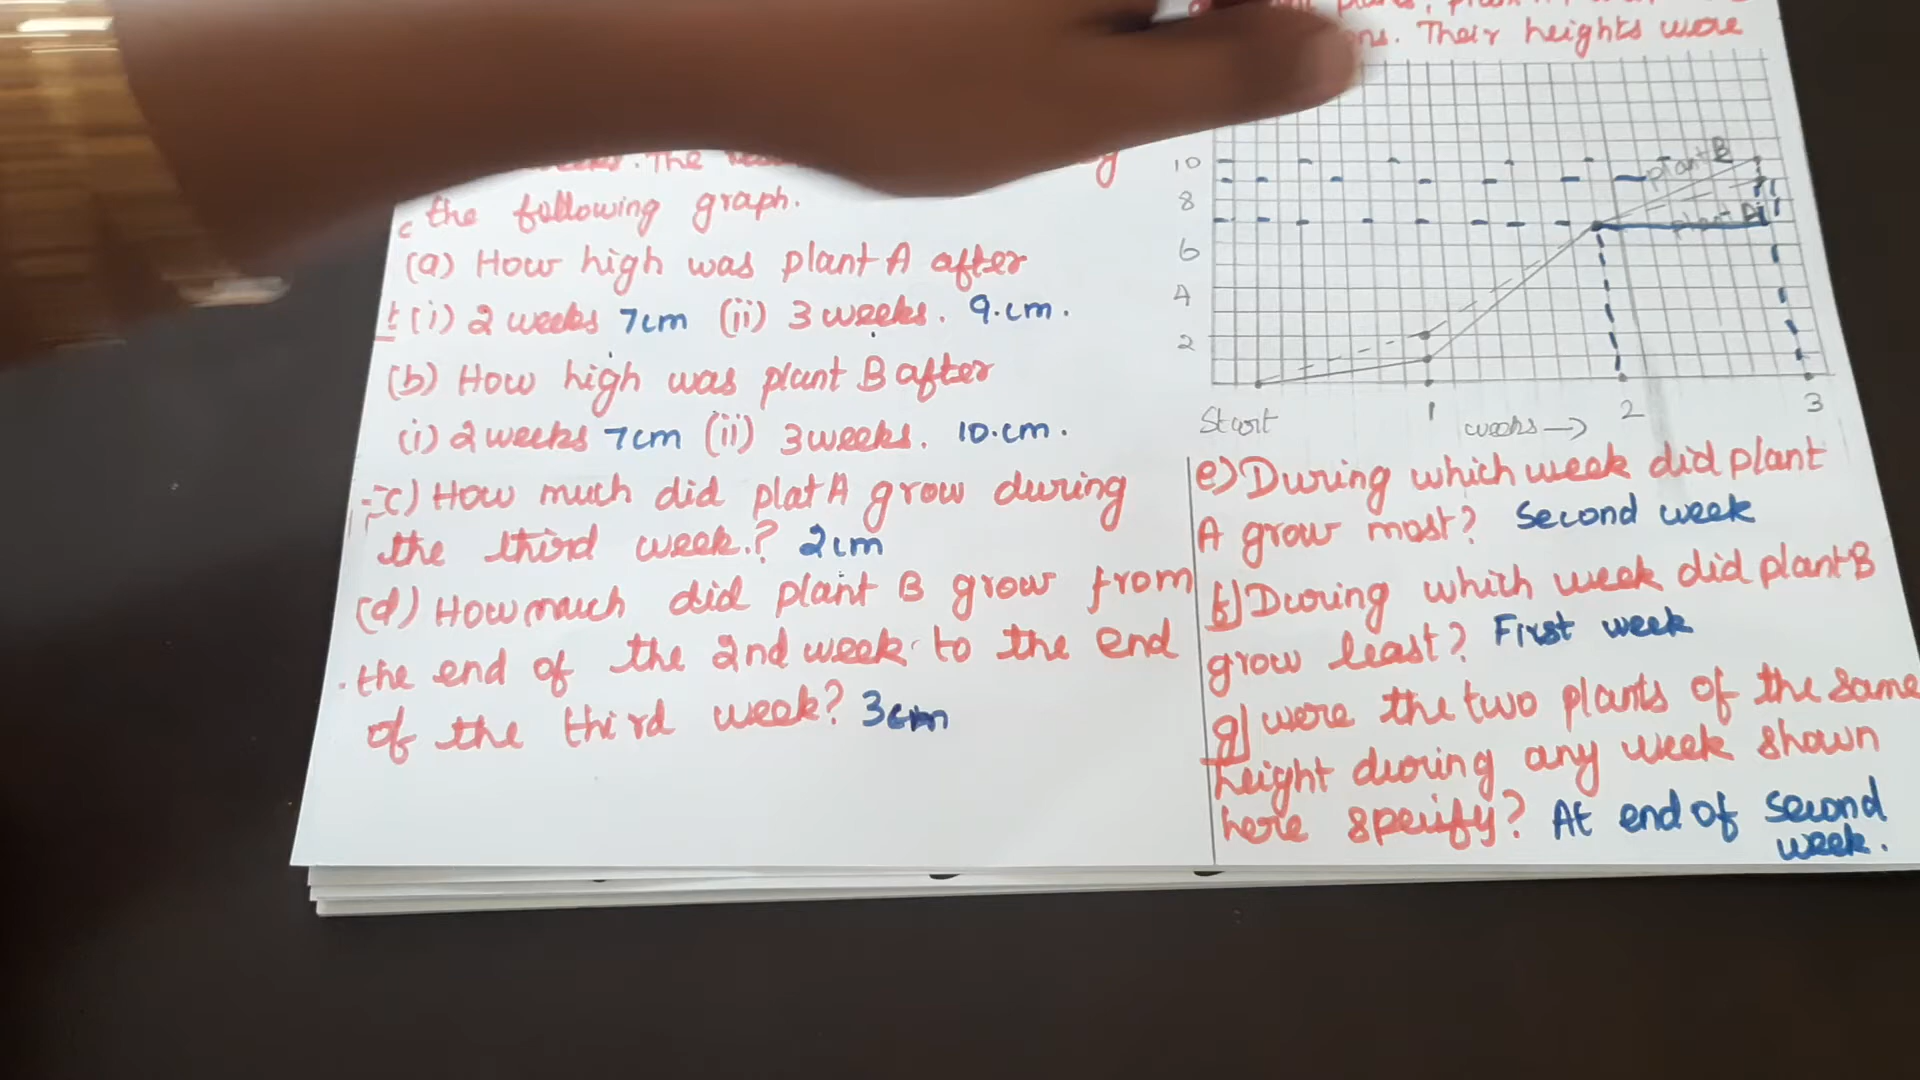 Their heights were
The
the following graph.
(a) How high was plant A after
(i) 2 weeks 7cm (ii) 3 weeks. 9.cm.
(b) How high was plant B after
(i) 2 weeks 7cm (ii) 3 weeks. 10.cm.
c) How much did plat A grow during
the third week.? 2cm
(d) How much did plant B grow from
the end of the 2nd week to the end
of the third week? 3cm
10
8
6
4
2
plant B
plant A
Start 1 weeks → 2 3
e) During which week did plant
A grow most? Second week
f) During which week did plant B
grow least? First week
g) were the two plants of the same
height during any week shown
here specify? At end of second
week.